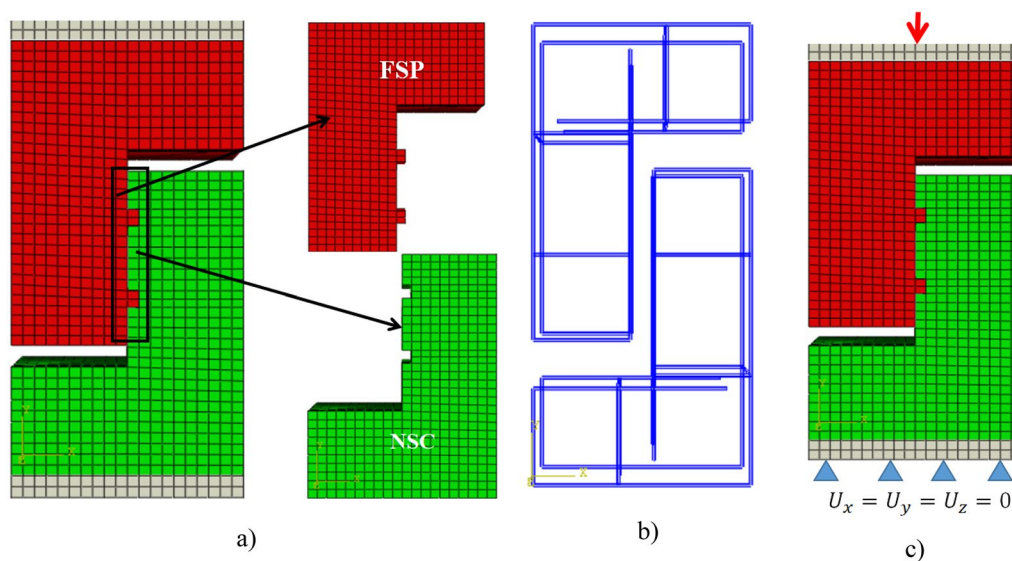 FSP
NSC
Y
X
Y
X
Y
X
X
U_x = U_y = U_z = 0
a)
b)
c)